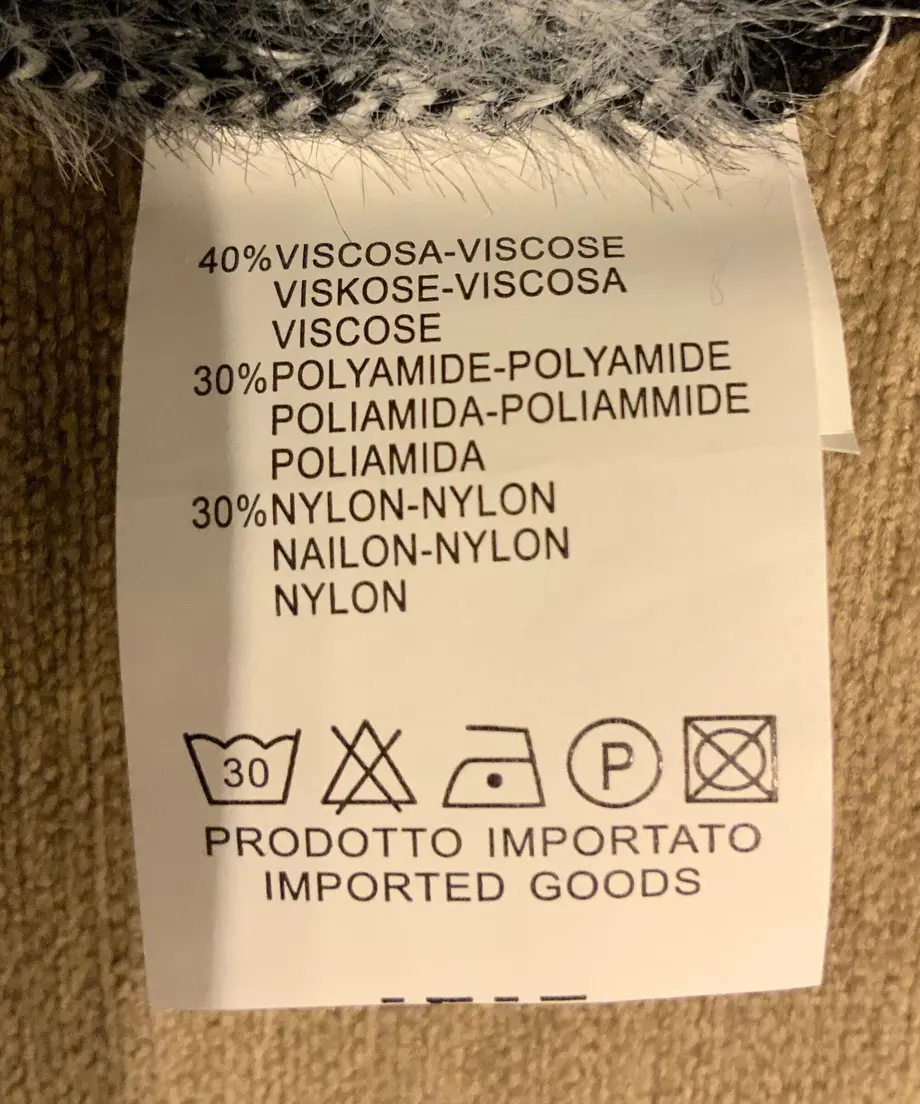 40%VISCOSA-VISCOSE
VISKOSE-VISCOSA
VISCOSE
30%POLYAMIDE-POLYAMIDE
POLIAMIDA-POLIAMMIDE
POLIAMIDA
30%NYLON-NYLON
NAILON-NYLON
NYLON
30 P
PRODOTTO IMPORTATO
IMPORTED GOODS